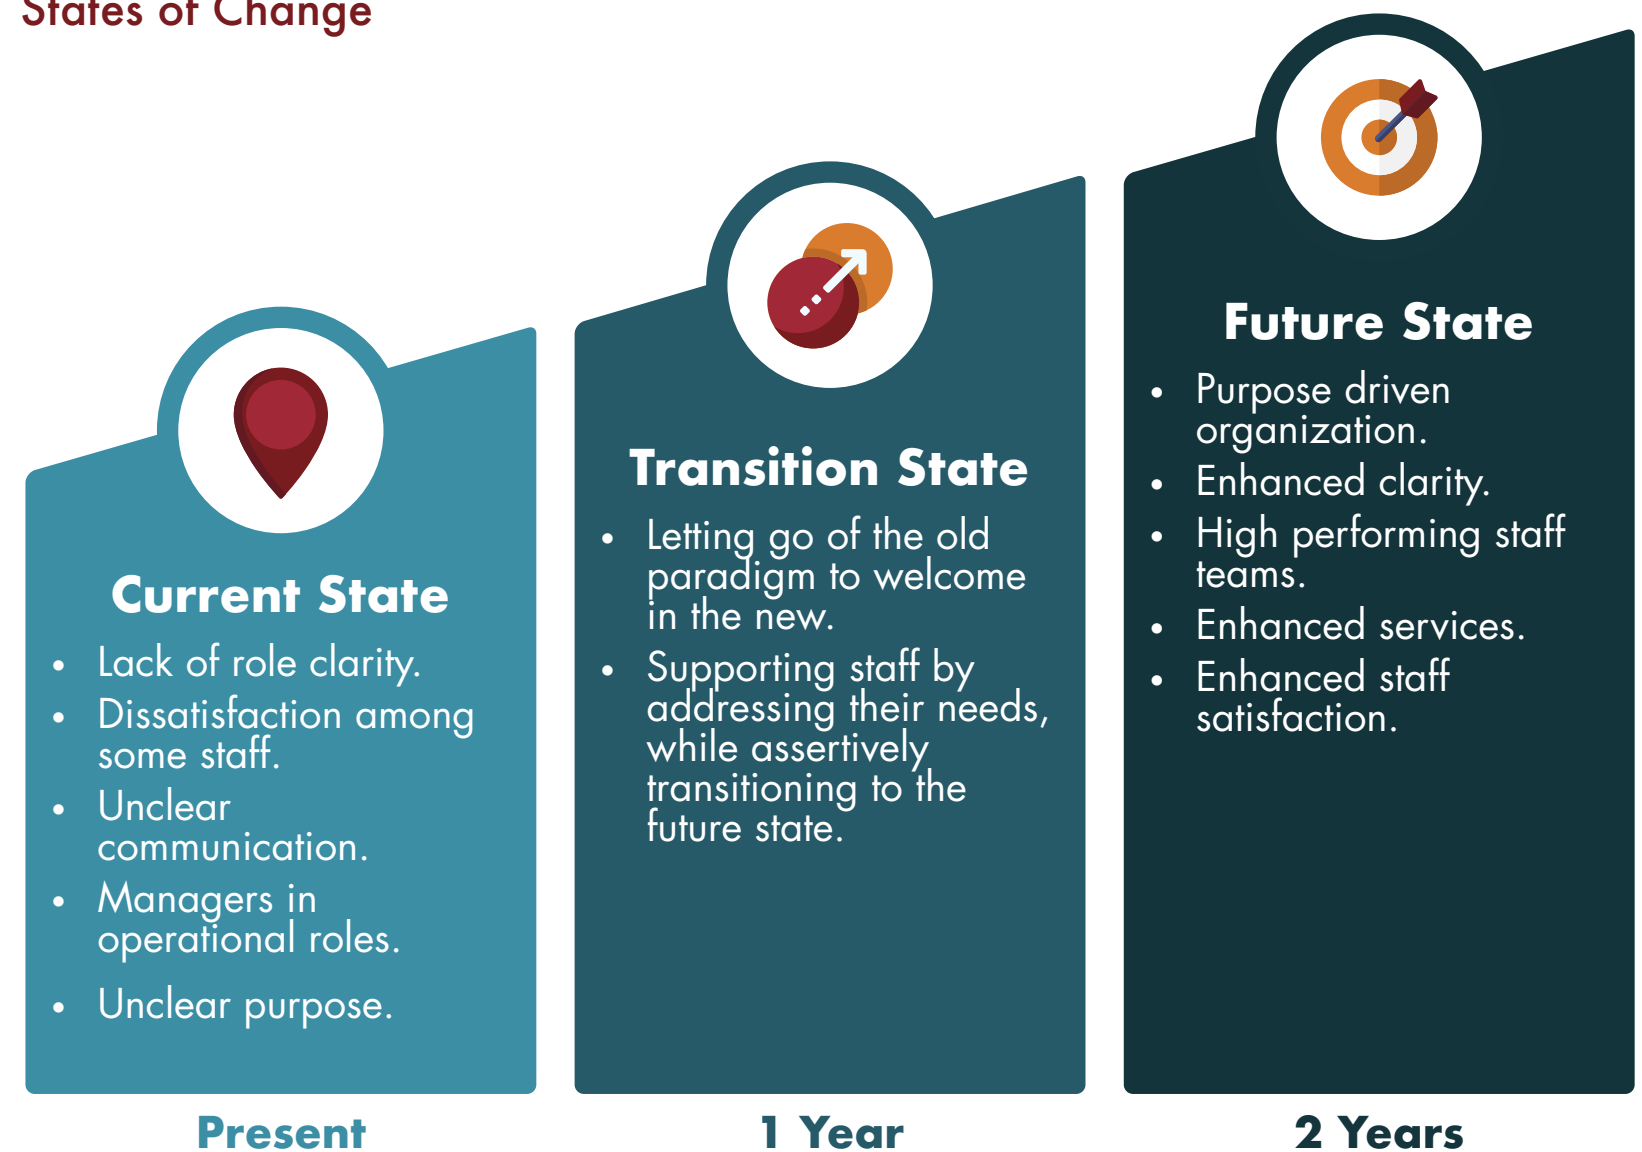 States of Change
Current State
• Lack of role clarity.
• Dissatisfaction among
some staff.
• Unclear
communication.
• Managers in
operational roles.
• Unclear purpose.
Present
Transition State
• Letting go of the old
paradigm to welcome
in the new.
• Supporting staff by
addressing their needs,
while assertively
transitioning to the
future state.
1 Year
Future State
• Purpose driven
organization.
• Enhanced clarity.
• High performing staff
teams.
• Enhanced services.
• Enhanced staff
satisfaction.
2 Years